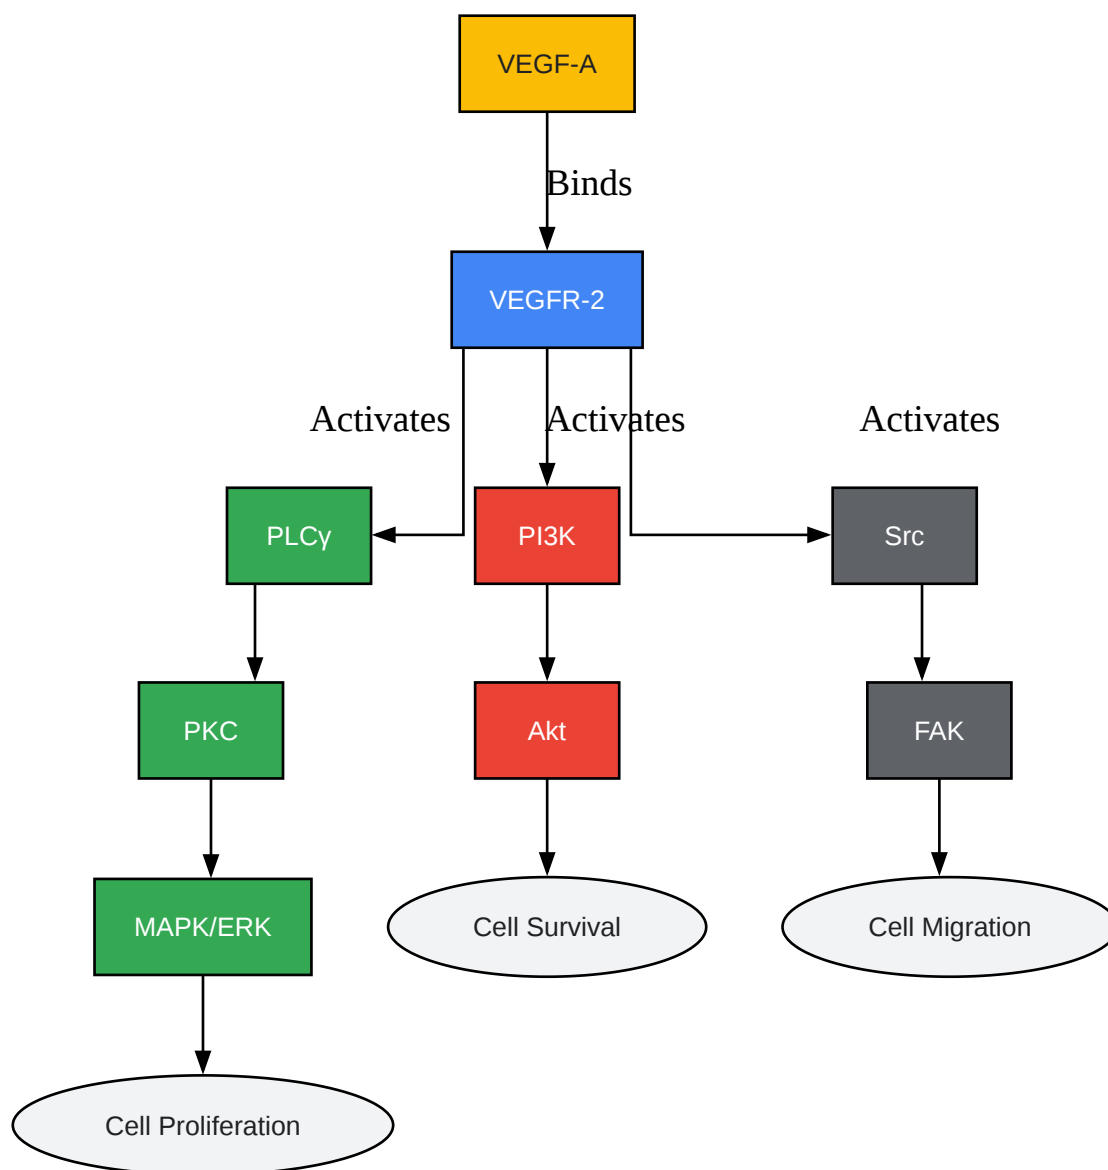 VEGF-A
Binds
VEGFR-2
Activates
Activates
Activates
PLCγ
PI3K
Src
PKC
Akt
FAK
MAPK/ERK
Cell Survival
Cell Migration
Cell Proliferation